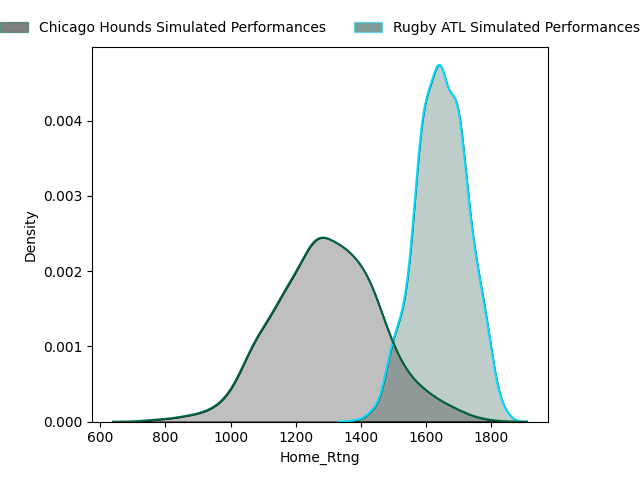 Chicago Hounds Simulated Performances Rugby ATL Simulated Performances
Density
0.004
0.003
0.002
0.001
0.000
600 800 1000 1200 1400 1600 1800
Home_Rtng